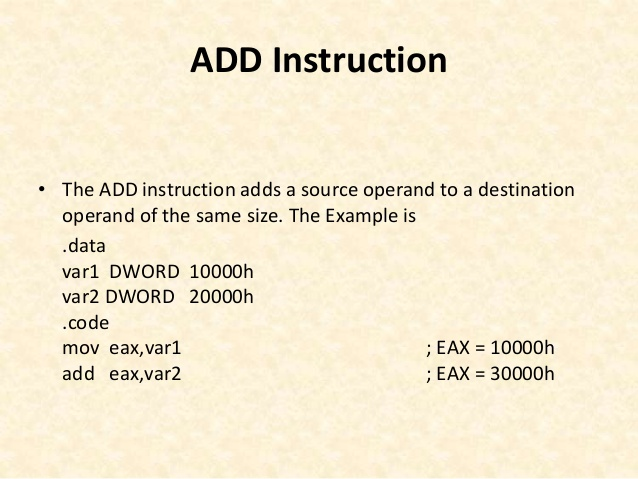 ADD Instruction
• The ADD instruction adds a source operand to a destination
operand of the same size. The Example is
.data
var1 DWORD 10000h
var2 DWORD 20000h
.code
mov eax,var1 ; EAX = 10000h
add eax,var2 ; EAX = 30000h